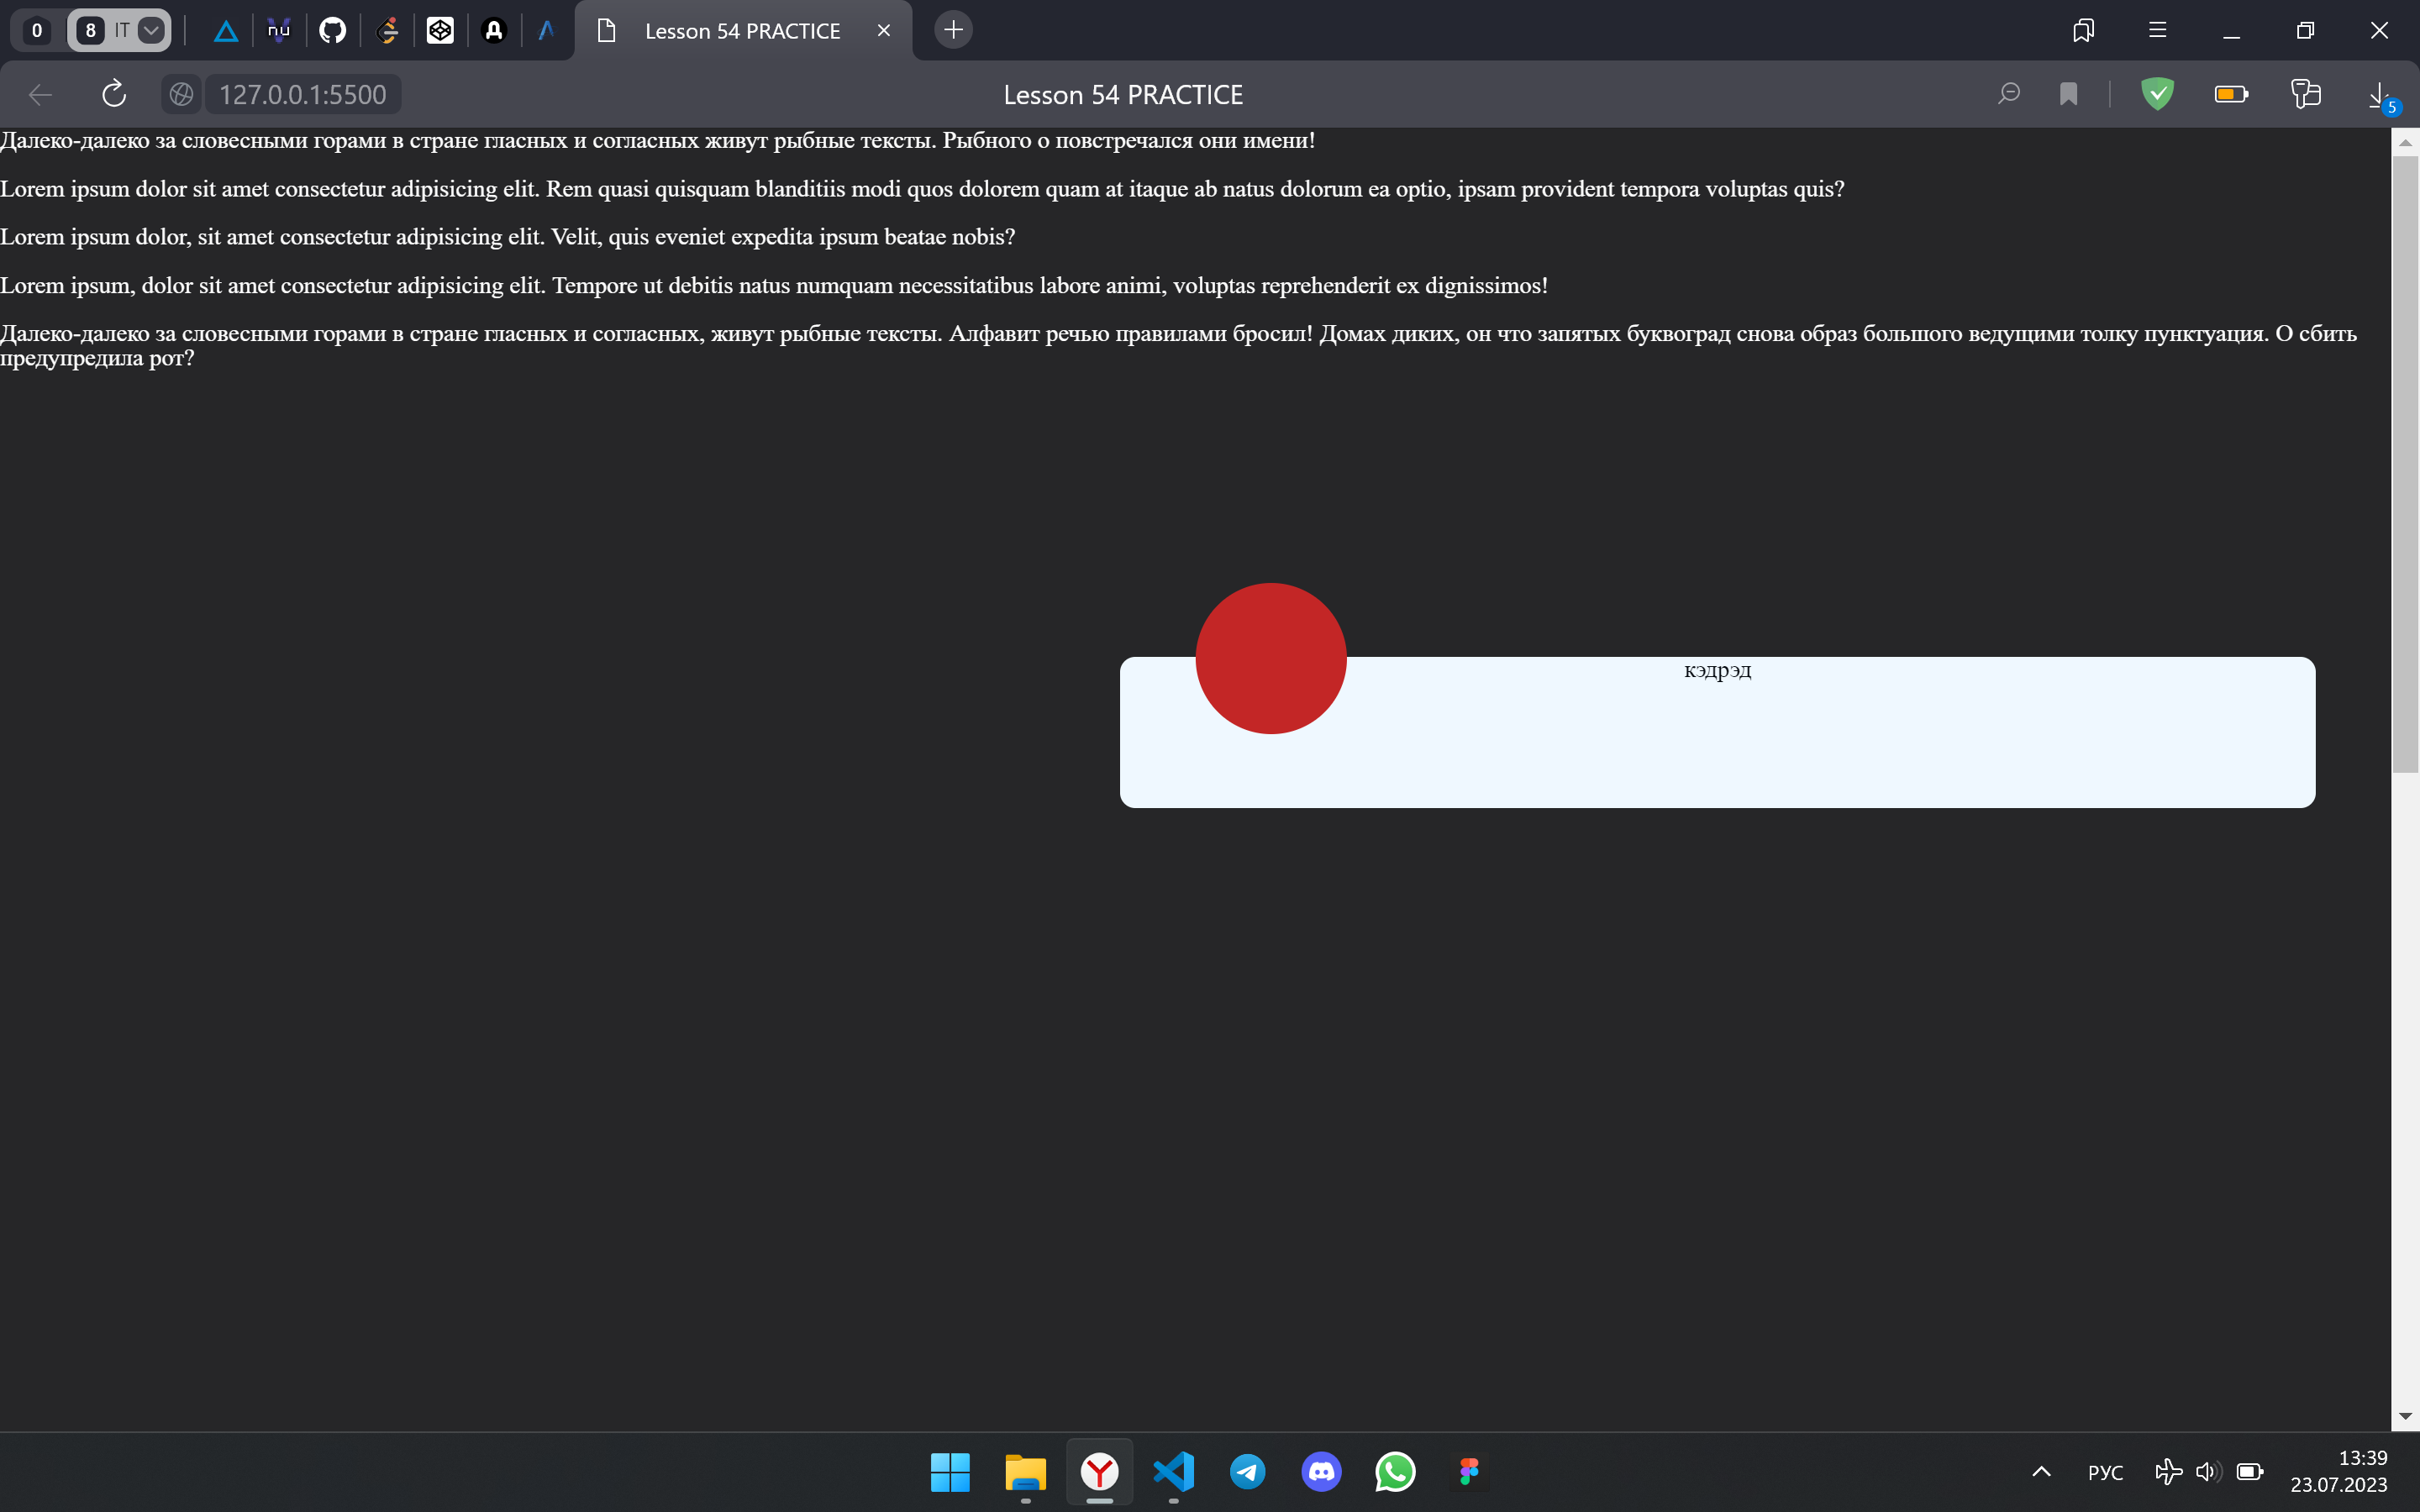 0
8 IT
nu
Lesson 54 PRACTICE
127.0.0.1:5500
Lesson 54 PRACTICE
5
Далеко-далеко за словесными горами в стране гласных и согласных живут рыбные тексты. Рыбного о повстречался они имени!
Lorem ipsum dolor sit amet consectetur adipisicing elit. Rem quasi quisquam blanditiis modi quos dolorem quam at itaque ab natus dolorum ea optio, ipsam provident tempora voluptas quis?
Lorem ipsum dolor, sit amet consectetur adipisicing elit. Velit, quis eveniet expedita ipsum beatae nobis?
Lorem ipsum, dolor sit amet consectetur adipisicing elit. Tempore ut debitis natus numquam necessitatibus labore animi, voluptas reprehenderit ex dignissimos!
Далеко-далеко за словесными горами в стране гласных и согласных, живут рыбные тексты. Алфавит речью правилами бросил! Домах диких, он что запятых буквоград снова образ большого ведущими толку пунктуация. О сбить
предупредила рот?
кэдрэд
РУС
13:39
23.07.2023